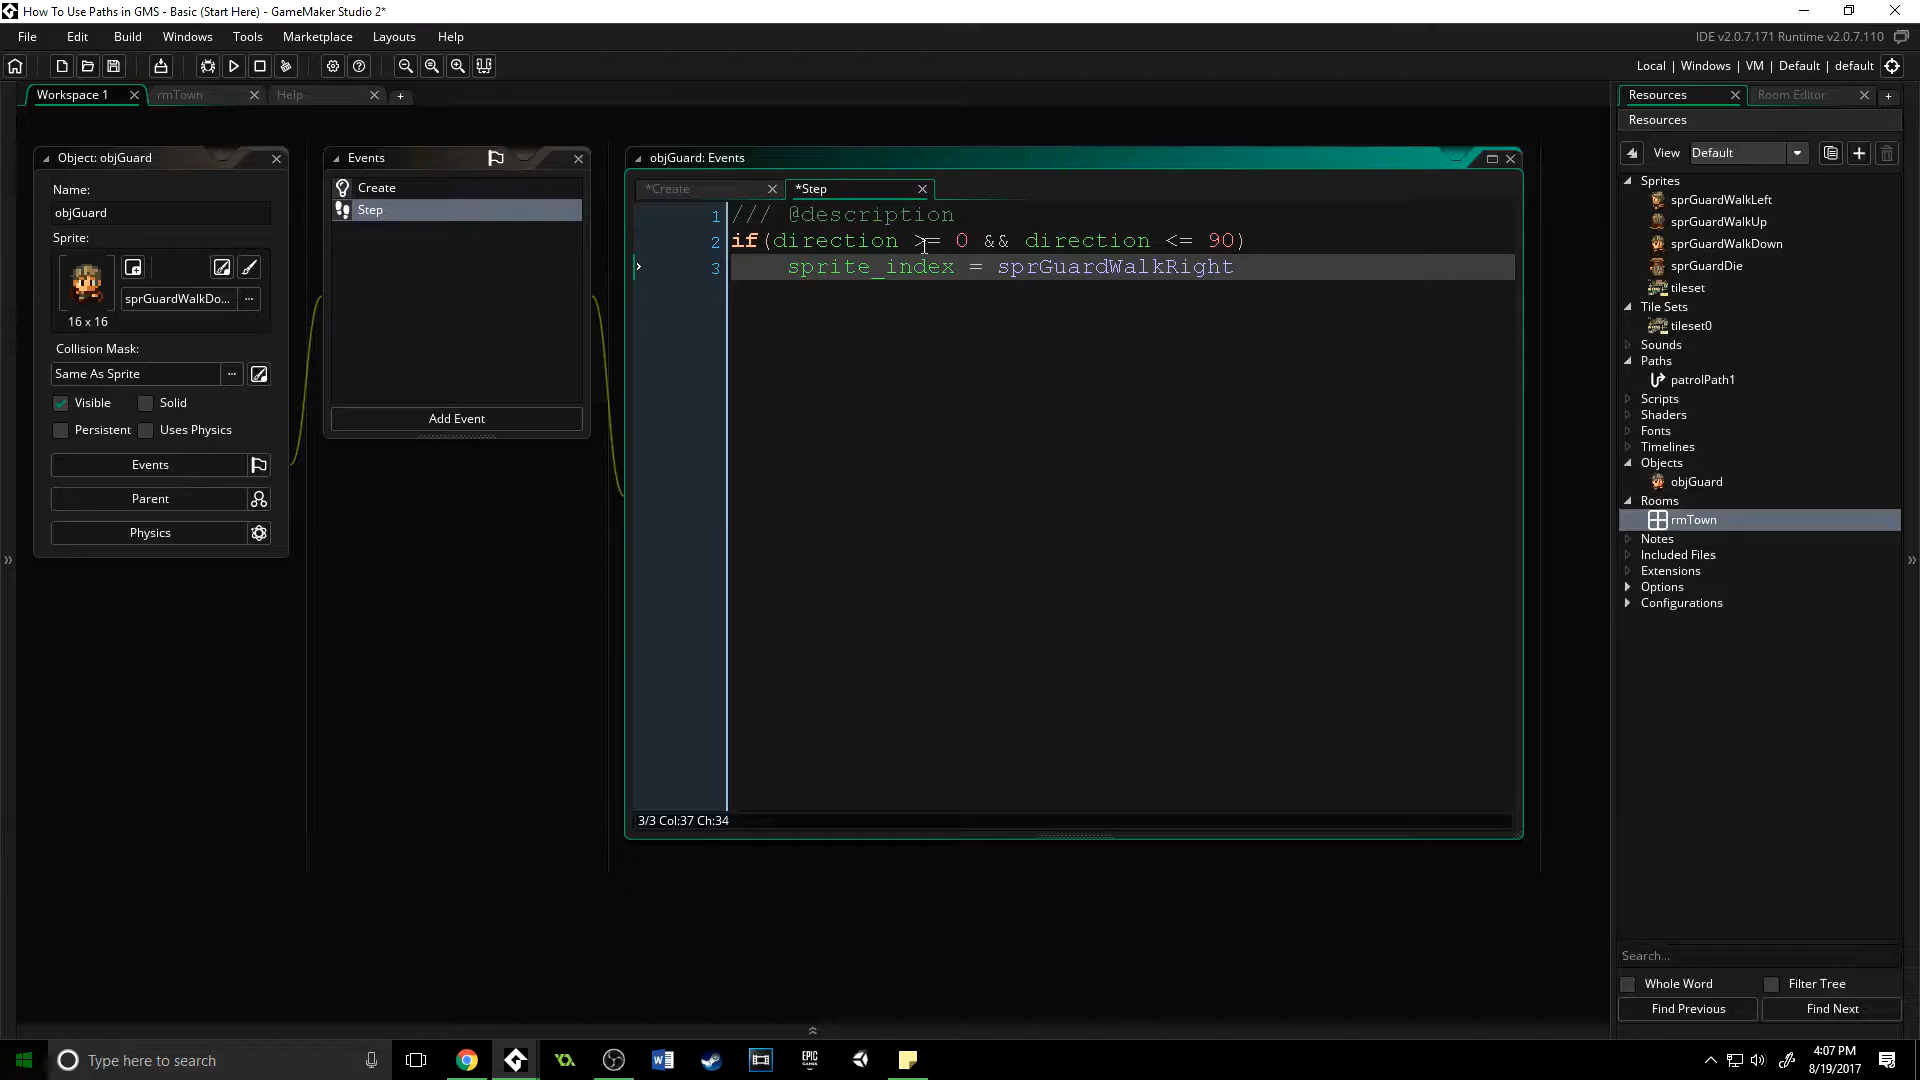 How To Use Paths in GMS - Basic (Start Here) - GameMaker Studio 2*
File Edit Build Windows Tools Marketplace Layouts Help
IDE v2.0.7.171 Runtime v2.0.7.110
Local | Windows | VM | Default | default
Workspace 1 rmTown Help
Resources Room Editor
Resources
View Default
Object: objGuard
Name:
objGuard
Sprite:
sprGuardWalkDo...
16 x 16
Collision Mask:
Same As Sprite
Visible Solid
Persistent Uses Physics
Events
Parent
Physics
Events
Create
Step
Add Event
objGuard: Events
*Create *Step
1 /// @description
2 if(direction >= 0 && direction <= 90)
3 sprite_index = sprGuardWalkRight
3/3 Col:37 Ch:34
Sprites
sprGuardWalkLeft
sprGuardWalkUp
sprGuardWalkDown
sprGuardDie
tileset
Tile Sets
tileset0
Sounds
Paths
patrolPath1
Scripts
Shaders
Fonts
Timelines
Objects
objGuard
Rooms
rmTown
Notes
Included Files
Extensions
Options
Configurations
Search...
Whole Word Filter Tree
Find Previous Find Next
Type here to search
EPIC GAMES
4:07 PM
8/19/2017